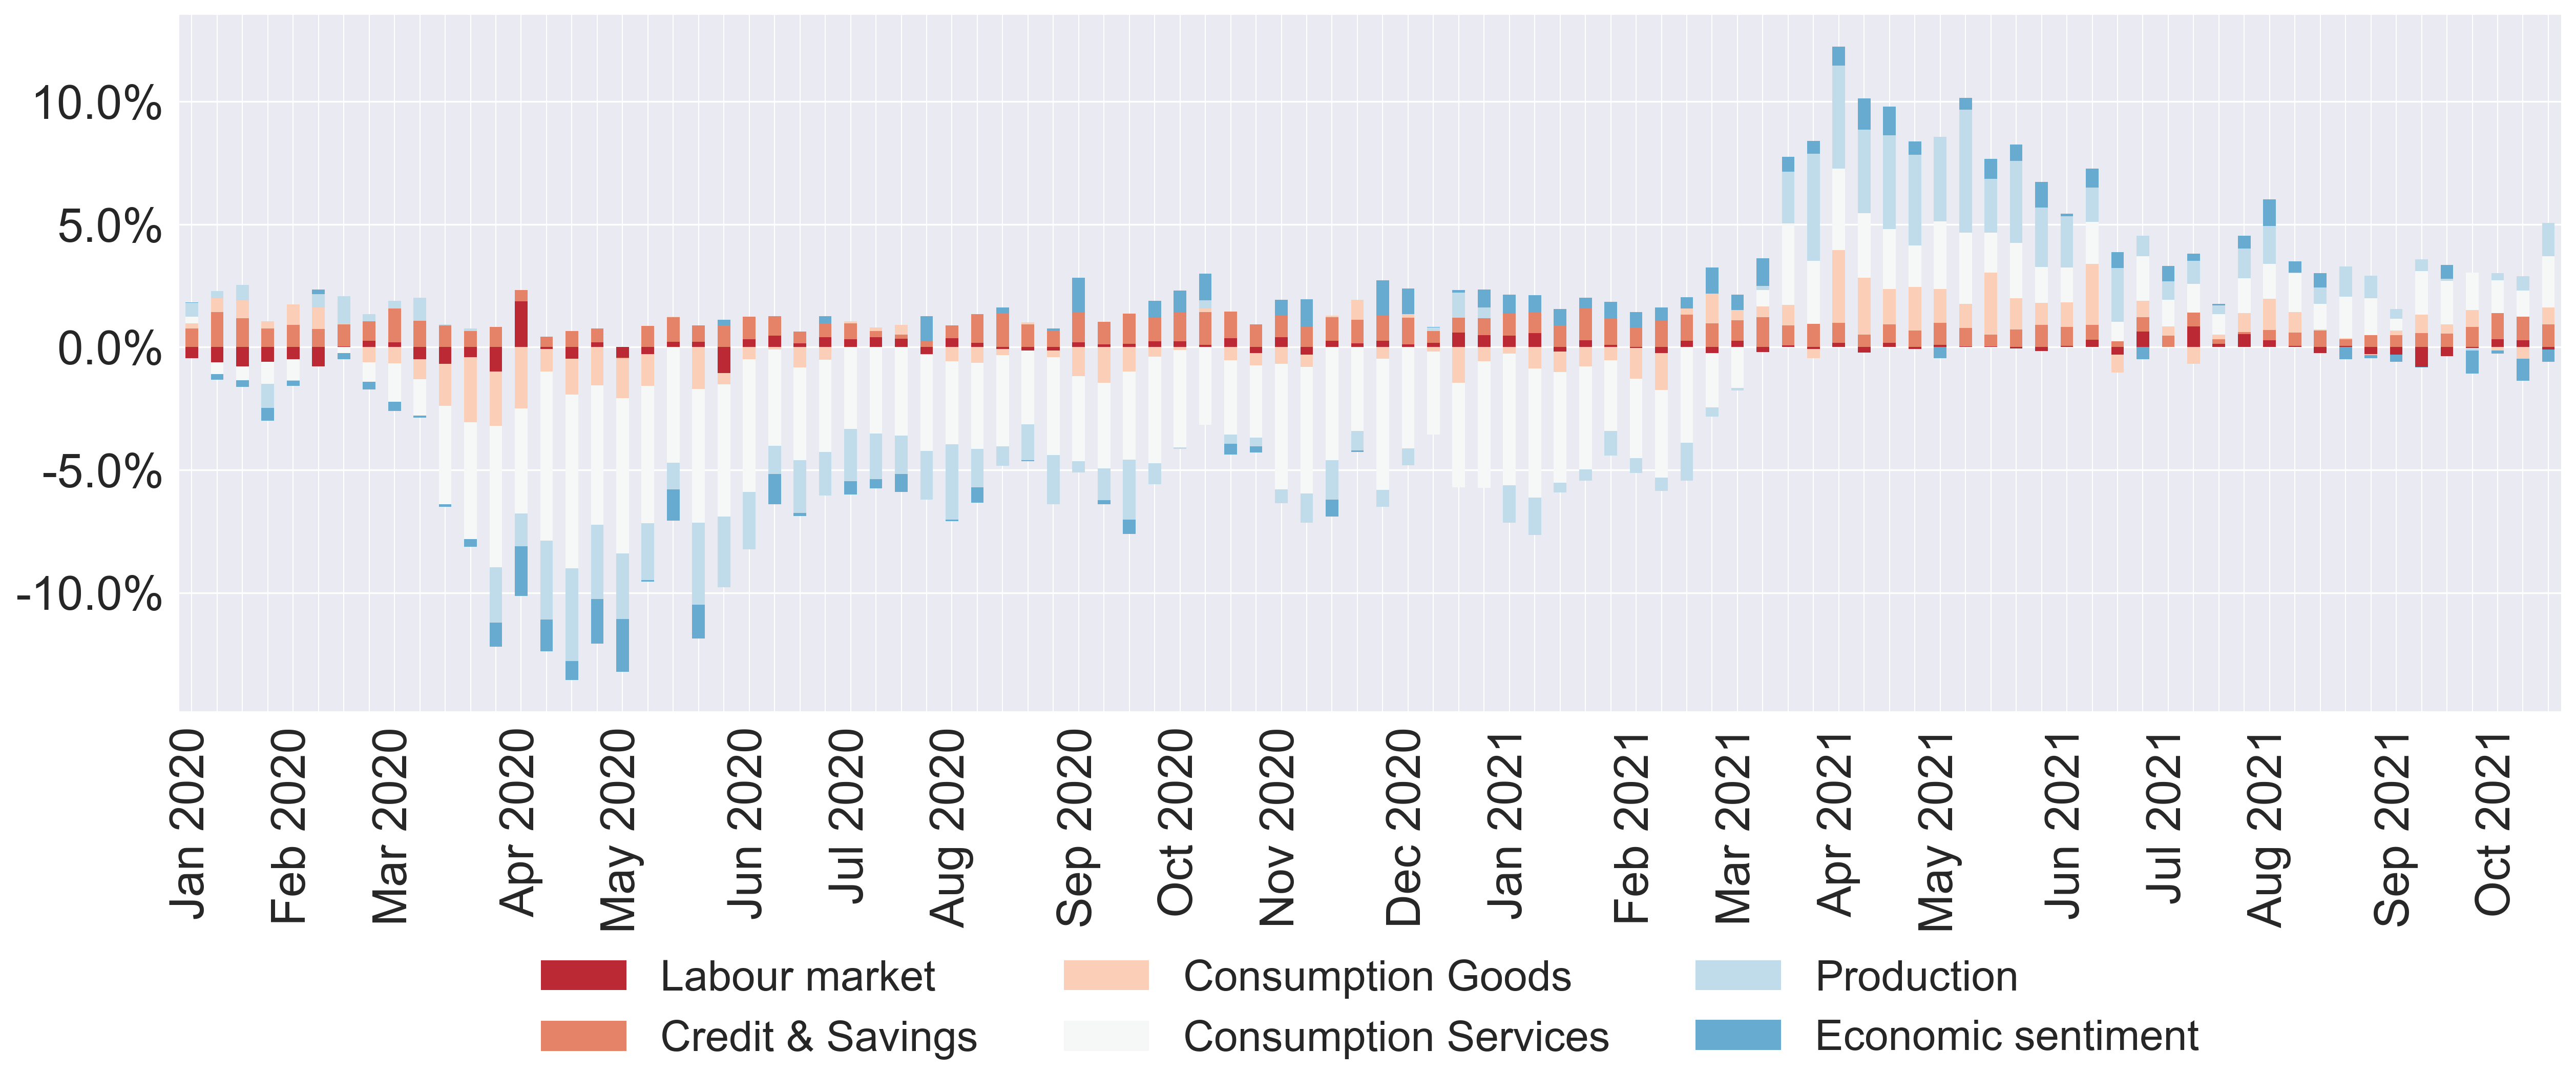 10.0%
5.0%
0.0%
-5.0%
-10.0%
Jan 2020
Feb 2020
Mar 2020
Apr 2020
May 2020
Jun 2020
Jul 2020
Aug 2020
Sep 2020
Oct 2020
Nov 2020
Dec 2020
Jan 2021
Feb 2021
Mar 2021
Apr 2021
May 2021
Jun 2021
Jul 2021
Aug 2021
Sep 2021
Oct 2021
Labour market
Consumption Goods
Production
Credit & Savings
Consumption Services
Economic sentiment